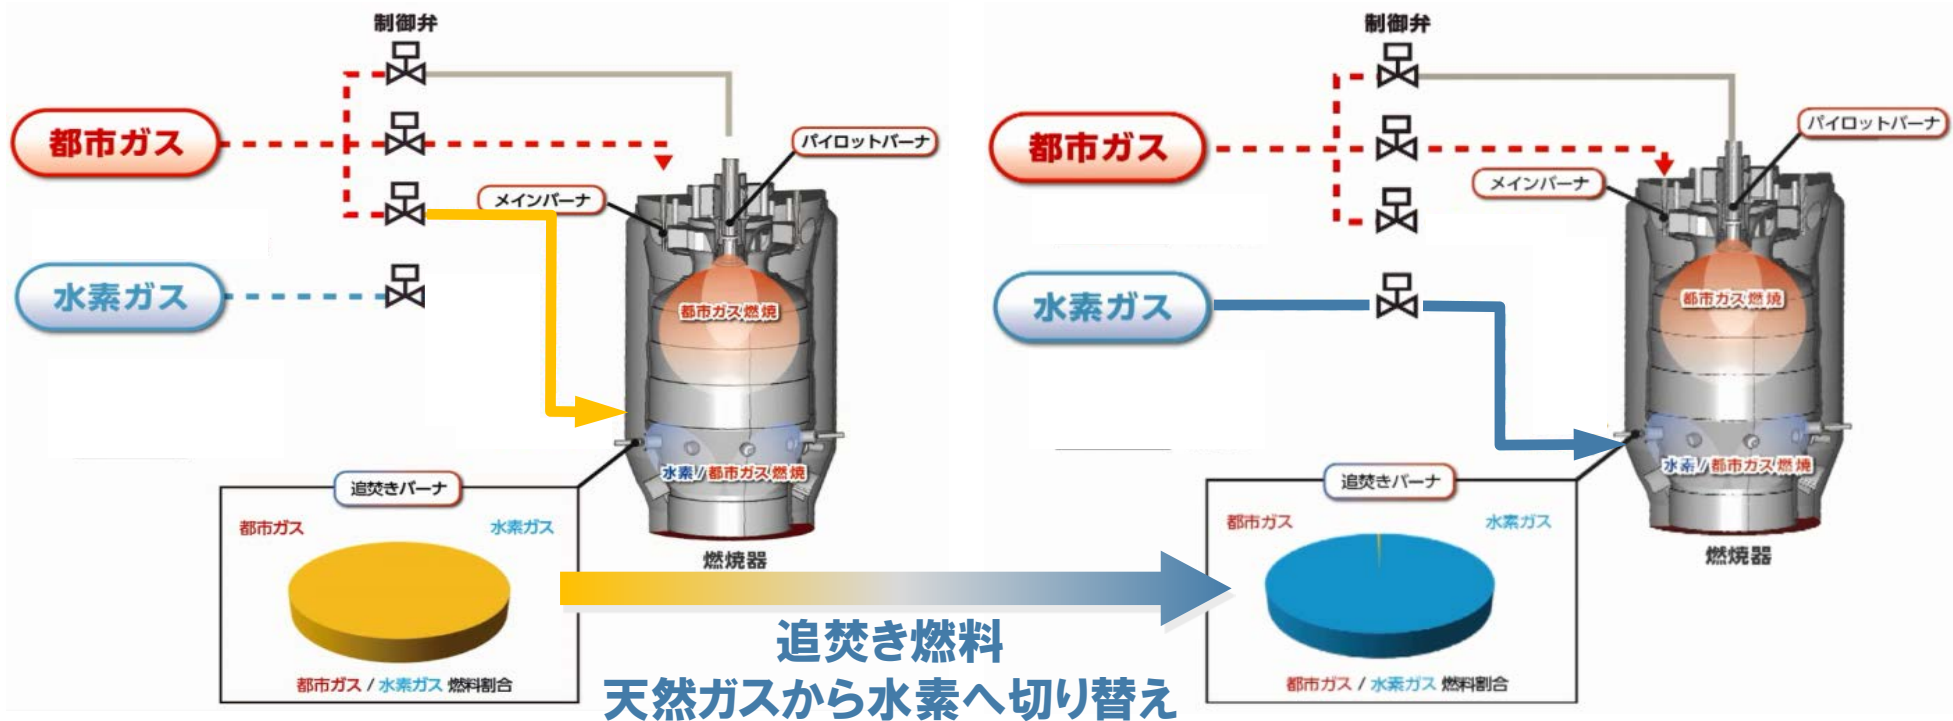 制御弁
都市ガス
パイロットバーナ
メインバーナ
水素ガス
都市ガス燃焼
水素/都市ガス燃焼
追焚きバーナ
都市ガス
水素ガス
都市ガス / 水素ガス 燃料割合
燃焼器
制御弁
都市ガス
パイロットバーナ
メインバーナ
水素ガス
都市ガス燃焼
水素/都市ガス燃焼
追焚きバーナ
都市ガス
水素ガス
都市ガス / 水素ガス 燃料割合
燃焼器
追焚き燃料
天然ガスから水素へ切り替え